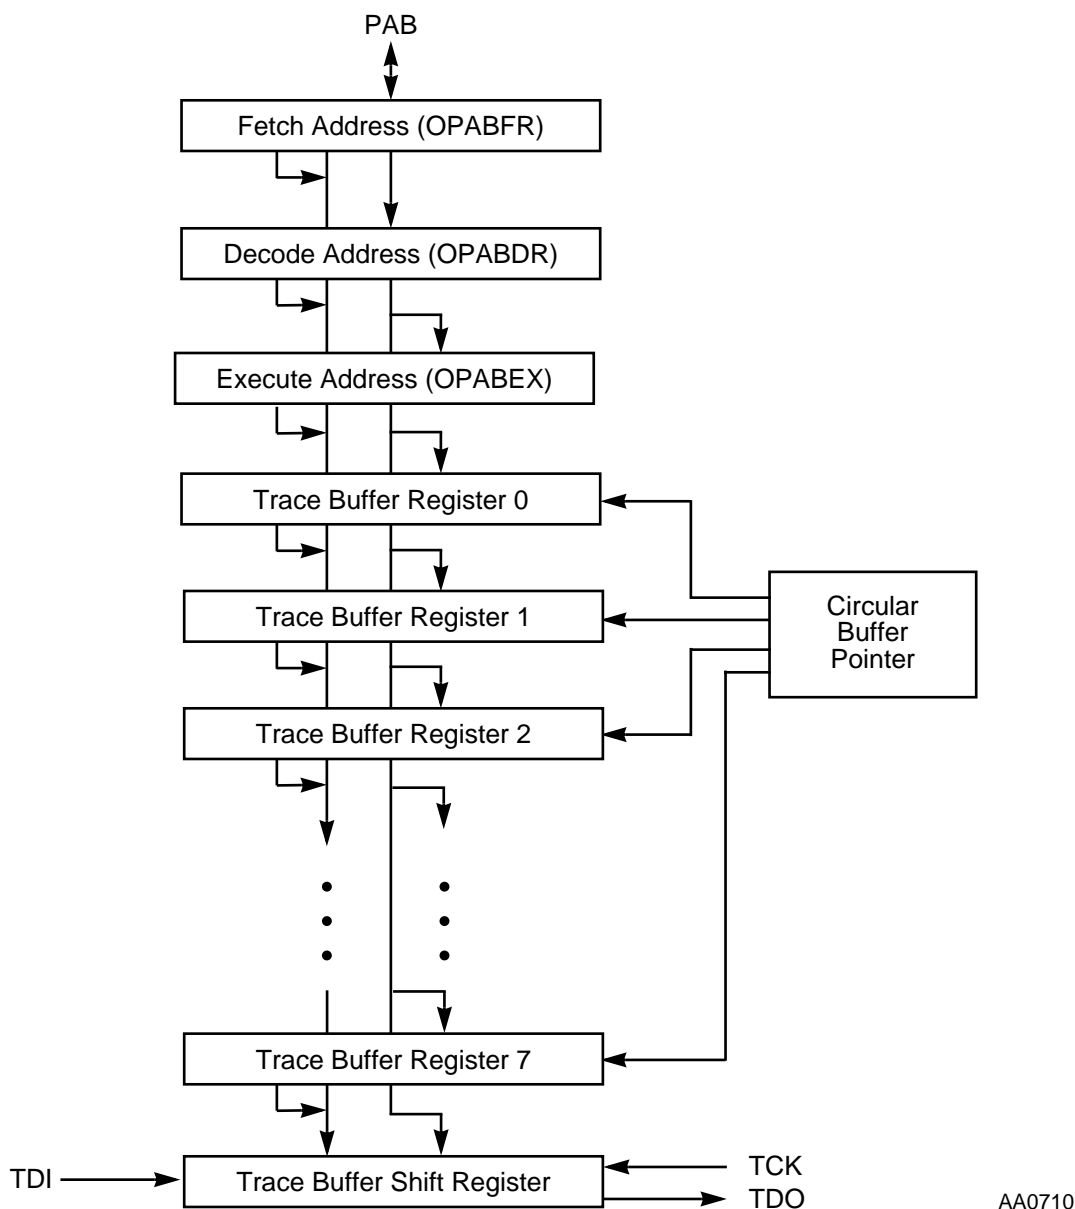 PAB
Fetch Address (OPABFR)
Decode Address (OPABDR)
Execute Address (OPABEX)
Trace Buffer Register 0
Trace Buffer Register 1
Circular
Buffer
Pointer
Trace Buffer Register 2
Trace Buffer Register 7
TDI
Trace Buffer Shift Register
TCK
TDO
AA0710